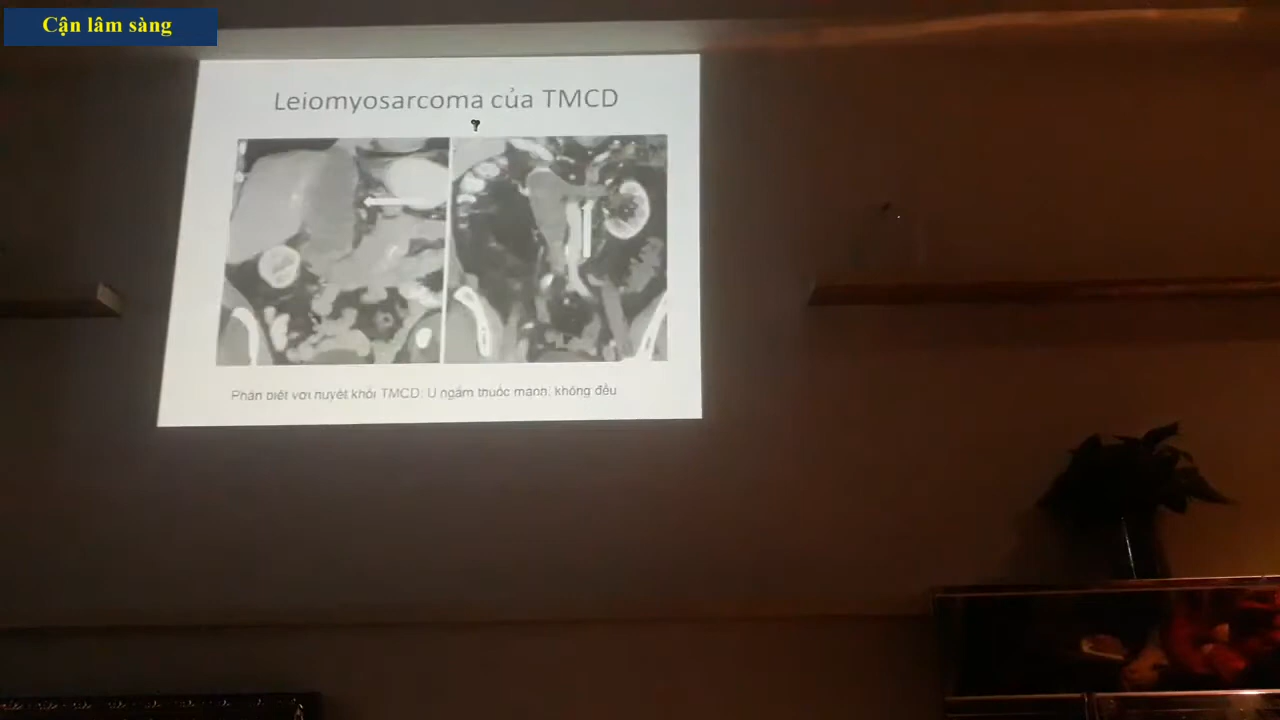 Cận lâm sàng
Leiomyosarcoma của TMCD
Phân biệt với huyết khối TMCD: U ngấm thuốc mạnh, không đều